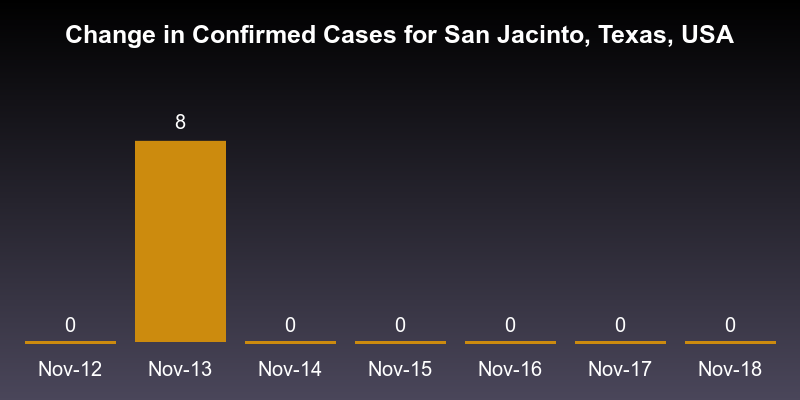 Change in Confirmed Cases for San Jacinto, Texas, USA
8
0 0 0 0 0 0
Nov-12 Nov-13 Nov-14 Nov-15 Nov-16 Nov-17 Nov-18